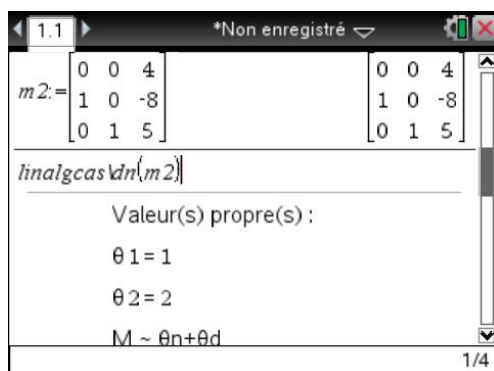 1.1 *Non enregistré
m2:= [0 0 4 [0 0 4
1 0 -8 1 0 -8
0 1 5] 0 1 5]
linalgcas\dn(m2)
Valeur(s) propre(s) :
θ1=1
θ2=2
M ~ θn+θd
1/4